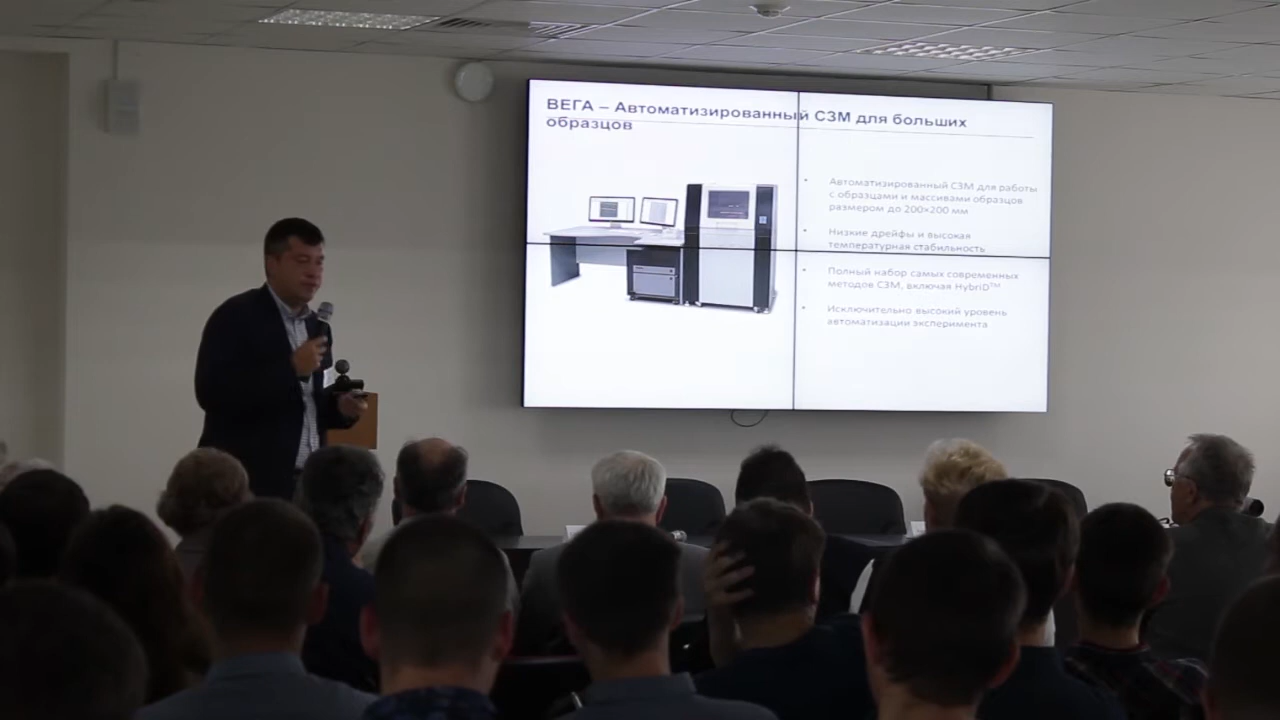 ВЕГА – Автоматизированный СЗМ для больших
образцов
• Автоматизированный СЗМ для работы
с образцами и массивами образцов
размером до 200×200 мм
• Низкие дрейфы и высокая
температурная стабильность
• Полный набор самых современных
методов СЗМ, включая HybriD™
• Исключительно высокий уровень
автоматизации эксперимента